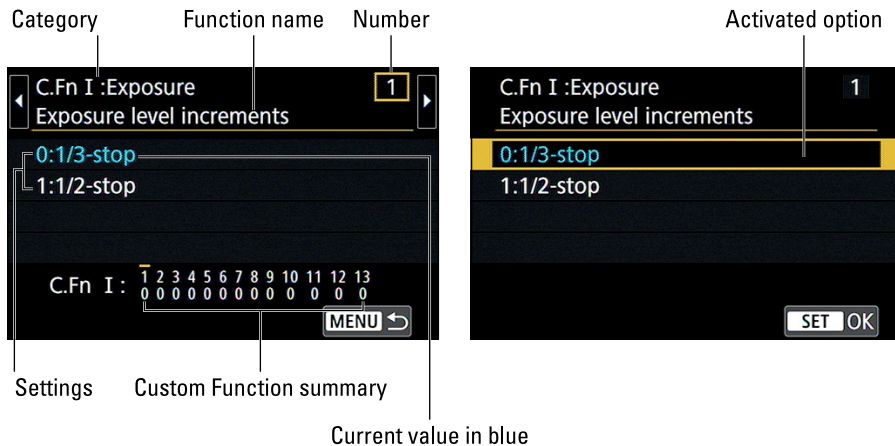 Category Function name Number Activated option
C.Fn I :Exposure 1
Exposure level increments
0:1/3-stop
1:1/2-stop
C.Fn I : 1 2 3 4 5 6 7 8 9 10 11 12 13
0 0 0 0 0 0 0 0 0 0 0 0 0
MENU
C.Fn I :Exposure 1
Exposure level increments
0:1/3-stop
1:1/2-stop
SET OK
Settings Custom Function summary
Current value in blue